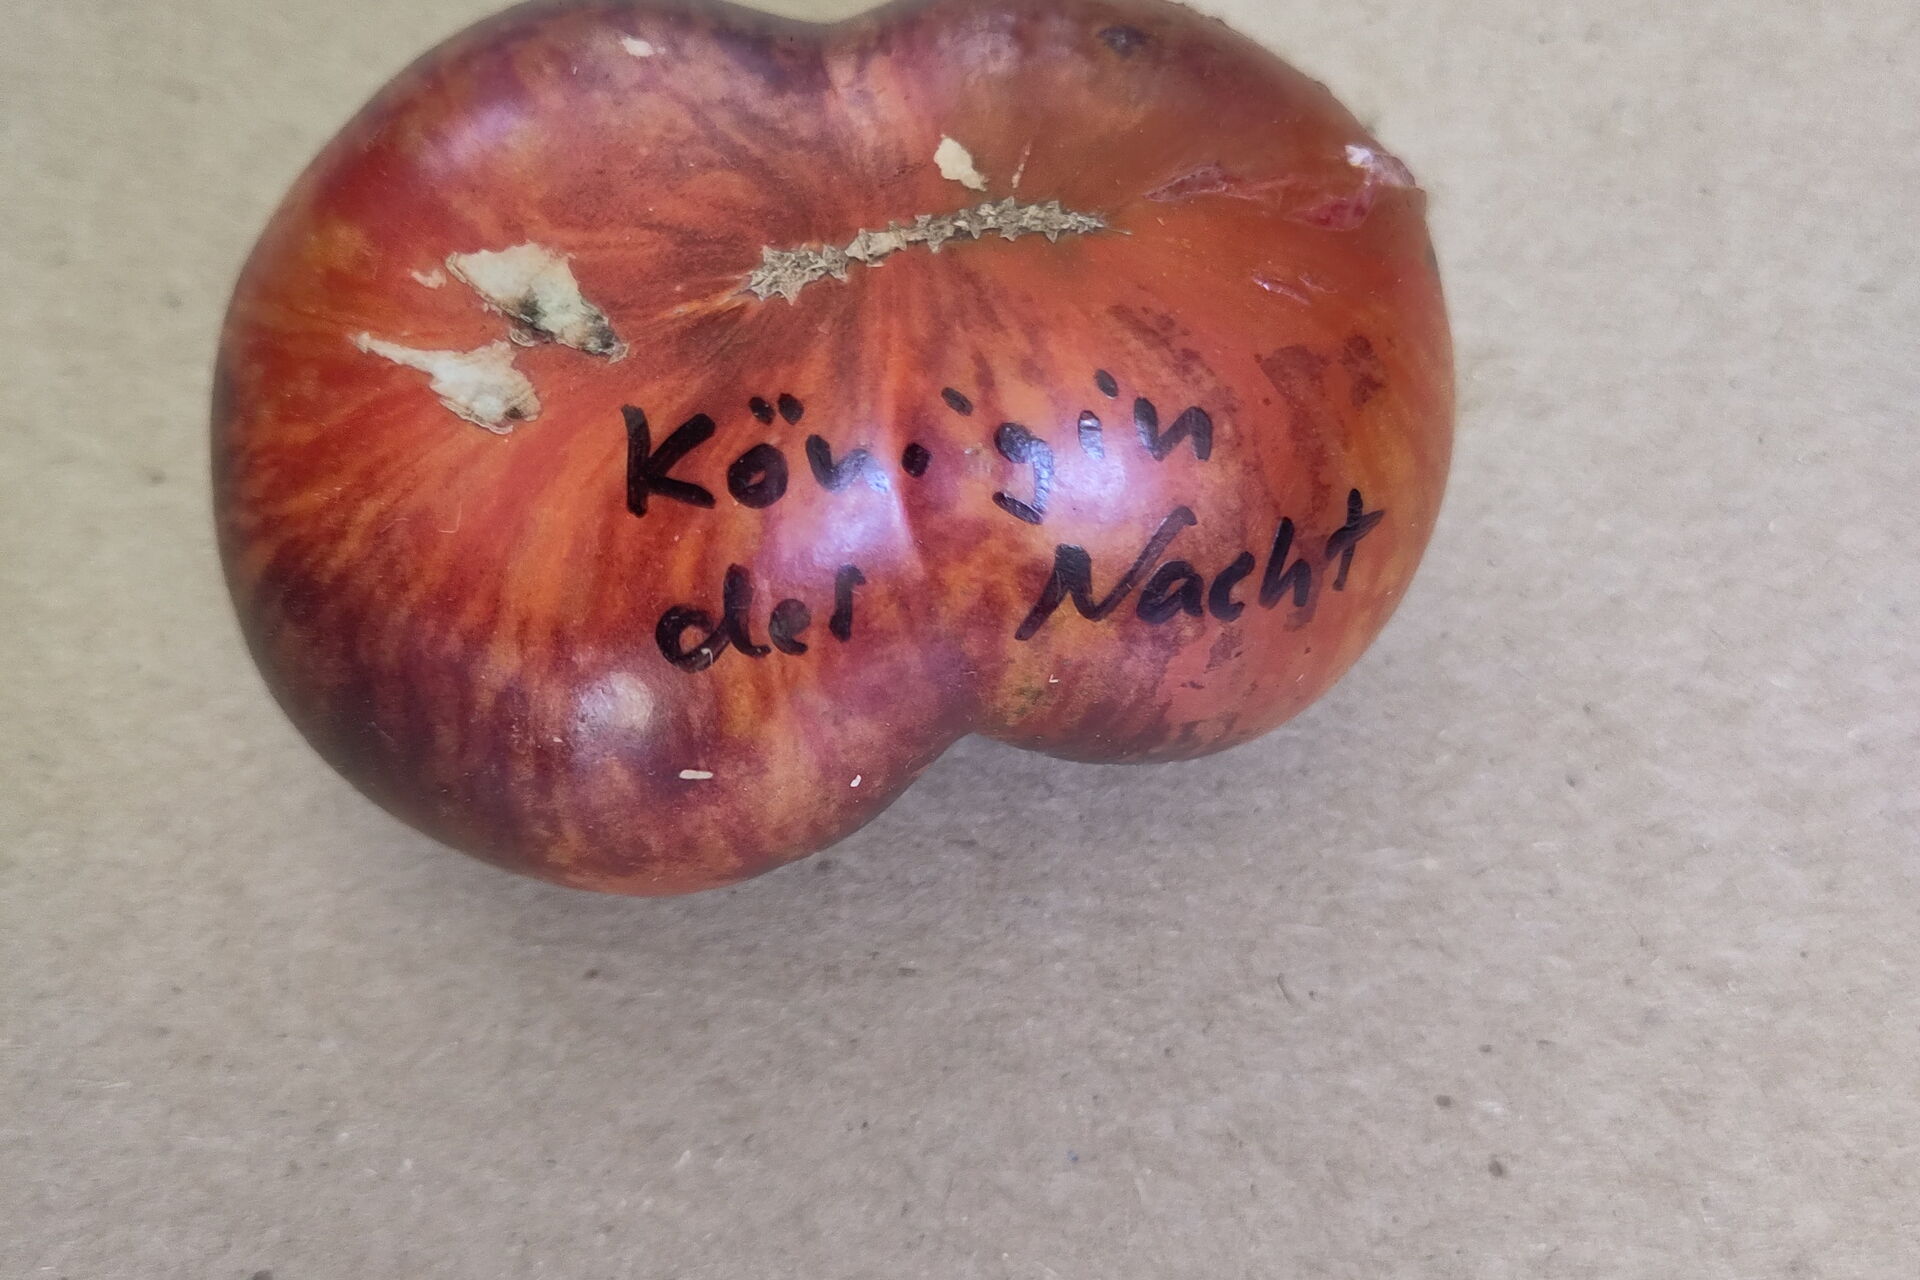 Königin
der Nacht